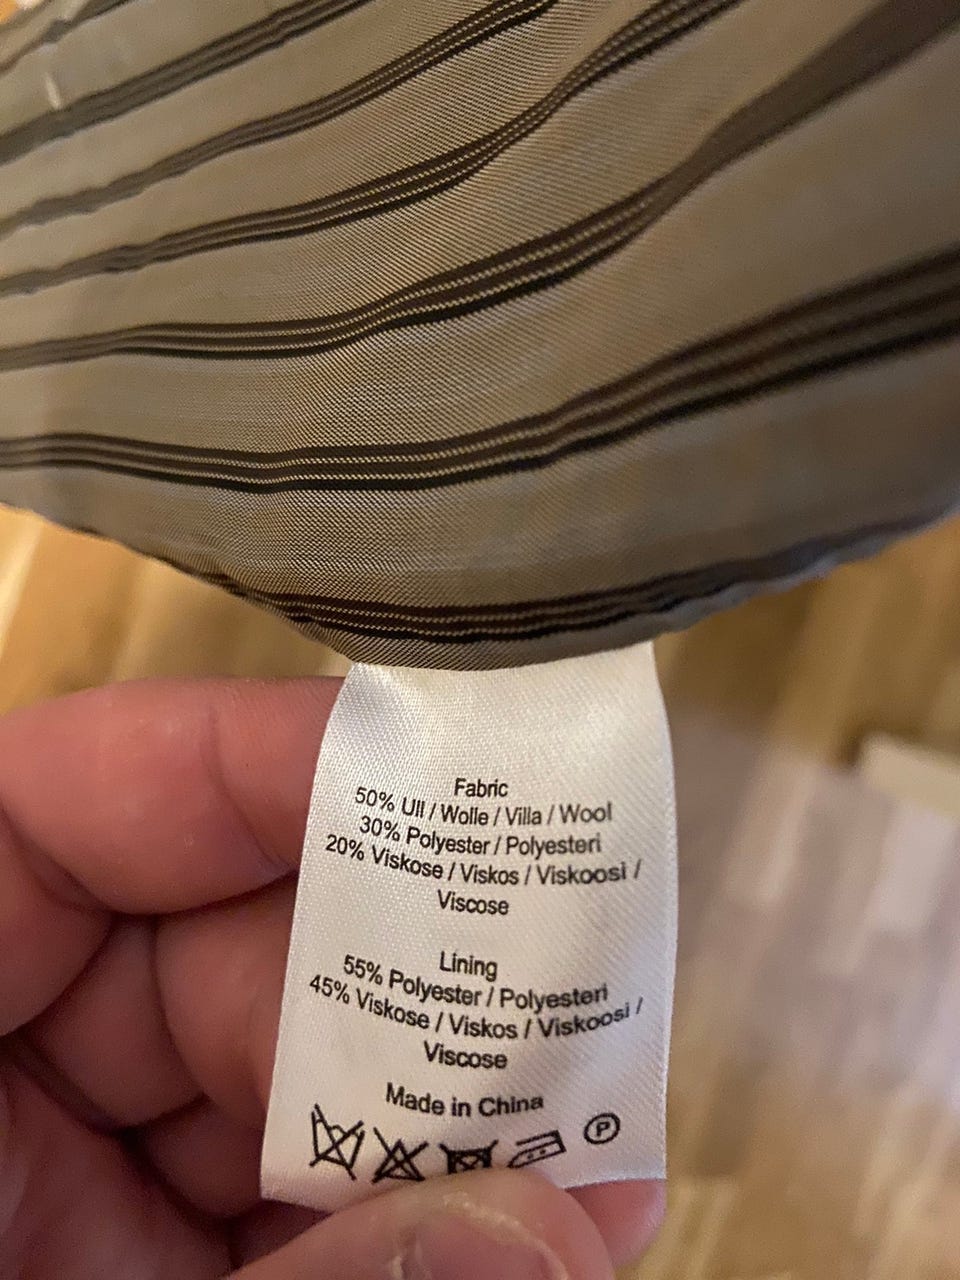 Fabric
50% Ull / Wolle / Villa / Wool
30% Polyester / Polyesteri
20% Viskose / Viskos / Viskoosi /
Viscose
Lining
55% Polyester / Polyesteri
45% Viskose / Viskos / Viskoosi /
Viscose
Made in China
P